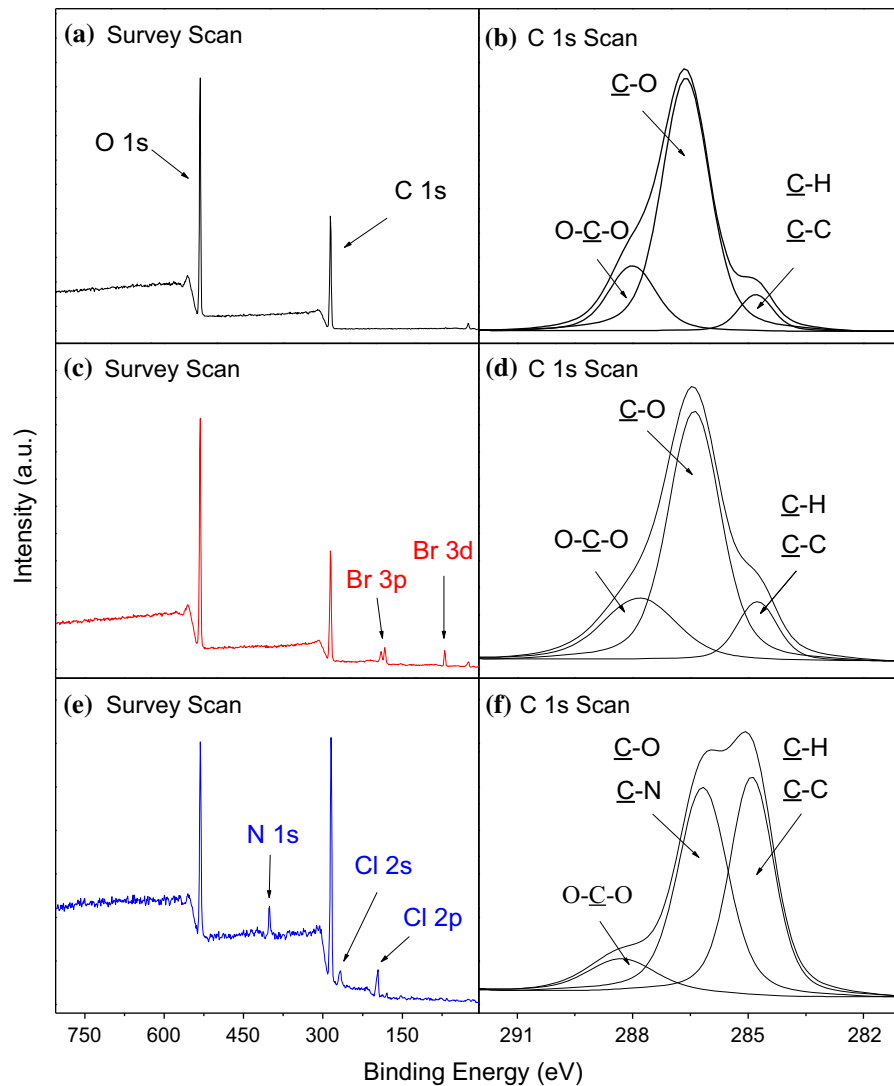 (a) Survey Scan
O 1s
C 1s
(b) C 1s Scan
C-O
C-H
O-C-O
C-C
(c) Survey Scan
Br 3d
Br 3p
(d) C 1s Scan
C-O
C-H
O-C-O
C-C
(e) Survey Scan
N 1s
Cl 2s
Cl 2p
(f) C 1s Scan
C-O
C-H
C-N
C-C
O-C-O
Intensity (a.u.)
750 600 450 300 150
291 288 285 282
Binding Energy (eV)